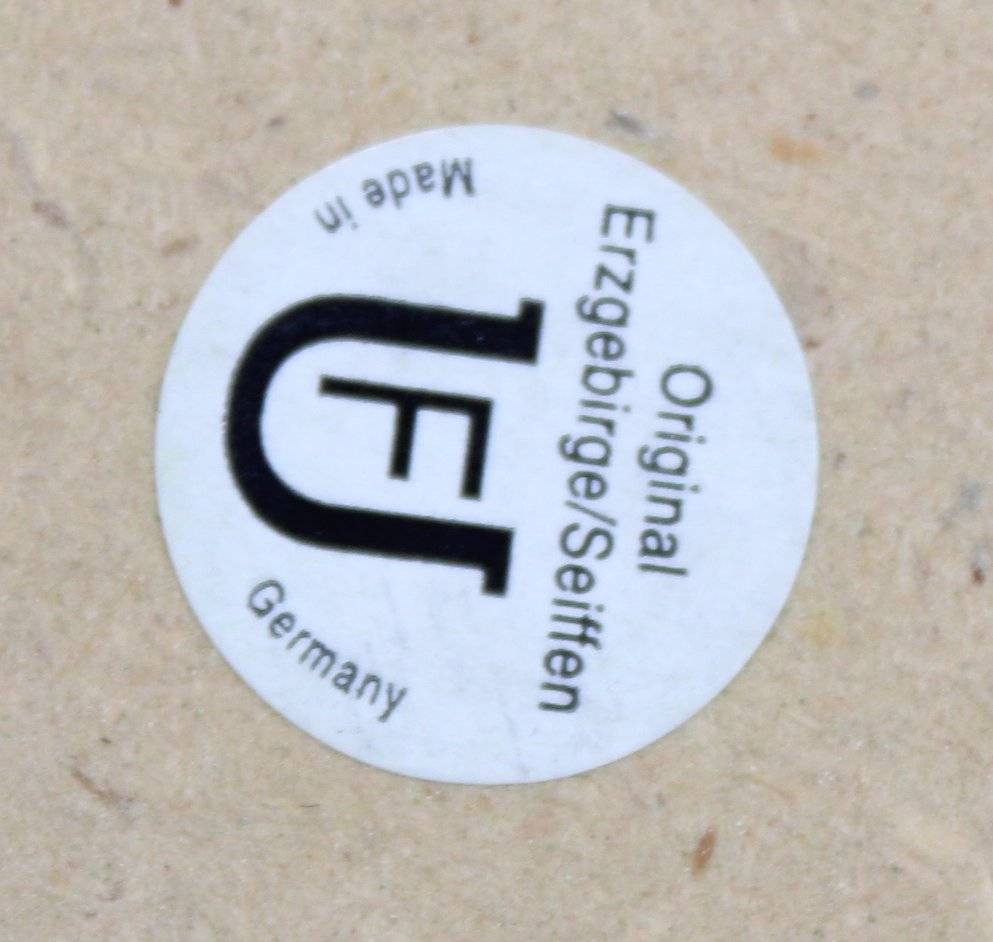 Original
Erzgebirge/Seiffen
UF
Made in Germany